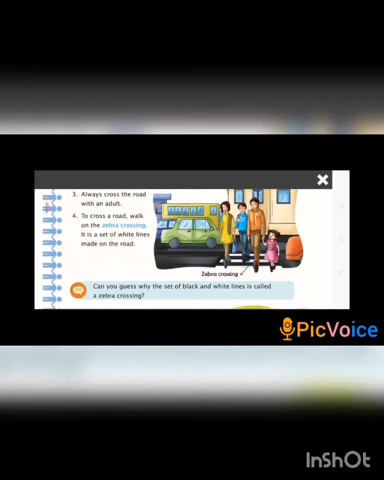 3. Always cross the road
with an adult.
4. To cross a road, walk
on the zebra crossing.
It is a set of white lines
made on the road.
Zebra crossing
Can you guess why the set of black and white lines is called
a zebra crossing?
PicVoice
InShOt